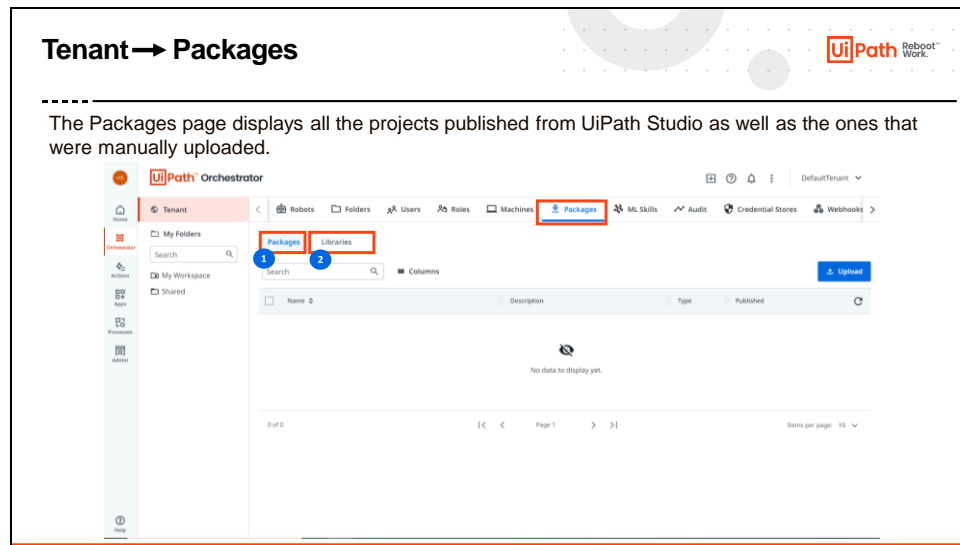 Tenant → Packages
UiPath™ Reboot™
Work.
The Packages page displays all the projects published from UiPath Studio as well as the ones that
were manually uploaded.
HS
UiPath™ Orchestrator
DefaultTenant
Home
Orchestrator
Actions
Apps
Processes
Admin
Help
Tenant
My Folders
Search
My Workspace
Shared
Robots Folders Users Roles Machines Packages ML Skills Audit Credential Stores Webhooks
Packages Libraries
1 2
Search Columns Upload
Name Description Type Published
No data to display yet.
0 of 0 Page 1 Items per page: 10